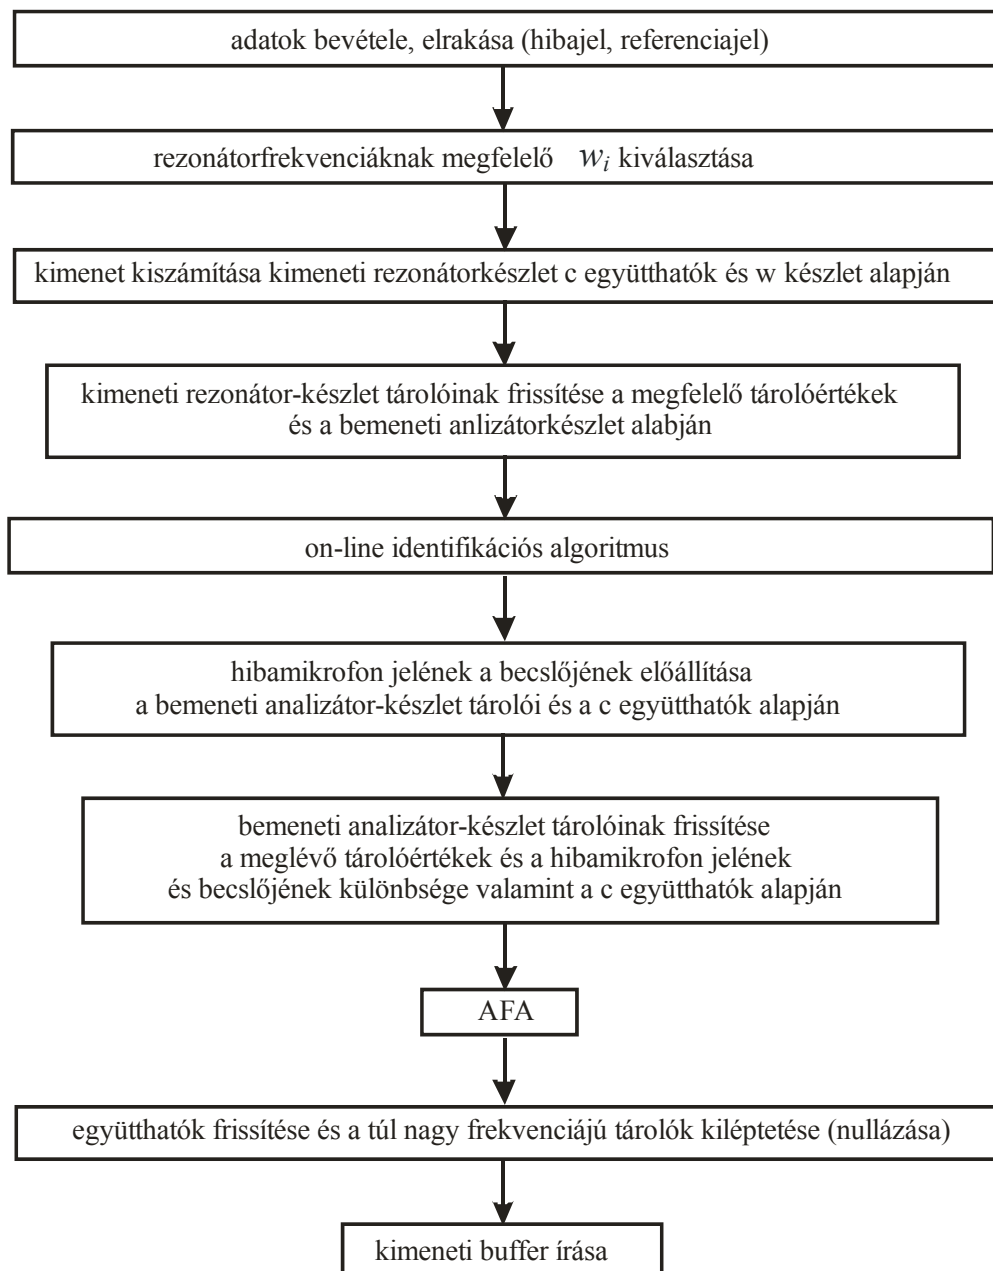 adatok bevétele, elrakása (hibajel, referenciajel)
rezonátorfrekvenciáknak megfelelő w_i kiválasztása
kimenet kiszámítása kimeneti rezonátorkészlet c együtthatók és w készlet alapján
kimeneti rezonátor-készlet tárolóinak frissítése a megfelelő tárolóértékek
és a bemeneti anlizátorkészlet alabján
on-line identifikációs algoritmus
hibamikrofon jelének a becslőjének előállítása
a bemeneti analizátor-készlet tárolói és a c együtthatók alapján
bemeneti analizátor-készlet tárolóinak frissítése
a meglévő tárolóértékek és a hibamikrofon jelének
és becslőjének különbsége valamint a c együtthatók alapján
AFA
együtthatók frissítése és a túl nagy frekvenciájú tárolók kiléptetése (nullázása)
kimeneti buffer írása